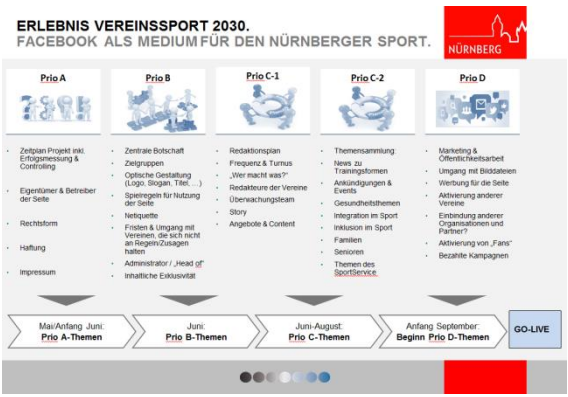 ERLEBNIS VEREINSSPORT 2030.
FACEBOOK ALS MEDIUM FÜR DEN NÜRNBERGER SPORT.
NÜRNBERG
Prio A
Zeitplan Projekt inkl.
Erfolgsmessung &
Controlling
Eigentümer & Betreiber
der Seite
Rechtsform
Haftung
Impressum
Prio B
Zentrale Botschaft
Zielgruppen
Optische Gestaltung
(Logo, Slogan, Titel, …)
Spielregeln für Nutzung
der Seite
Netiquette
Fristen & Umgang mit
Vereinen, die sich nicht
an Regeln/Zusagen
halten
Administrator / „Head of“
Inhaltliche Exklusivität
Prio C-1
Redaktionsplan
Frequenz & Turnus
„Wer macht was?“
Redakteure der Vereine
Überwachungsteam
Story
Angebote & Content
Prio C-2
Themensammlung:
News zu
Trainingsformen
Ankündigungen &
Events
Gesundheitsthemen
Integration im Sport
Inklusion im Sport
Familien
Senioren
Themen des
SportService
Prio D
Marketing &
Öffentlichkeitsarbeit
Umgang mit Bilddateien
Werbung für die Seite
Aktivierung anderer
Vereine
Einbindung anderer
Organisationen und
Partner?
Aktivierung von „Fans“
Bezahlte Kampagnen
Mai/Anfang Juni:
Prio A-Themen
Juni:
Prio B-Themen
Juni-August:
Prio C-Themen
Anfang September:
Beginn Prio D-Themen
GO-LIVE